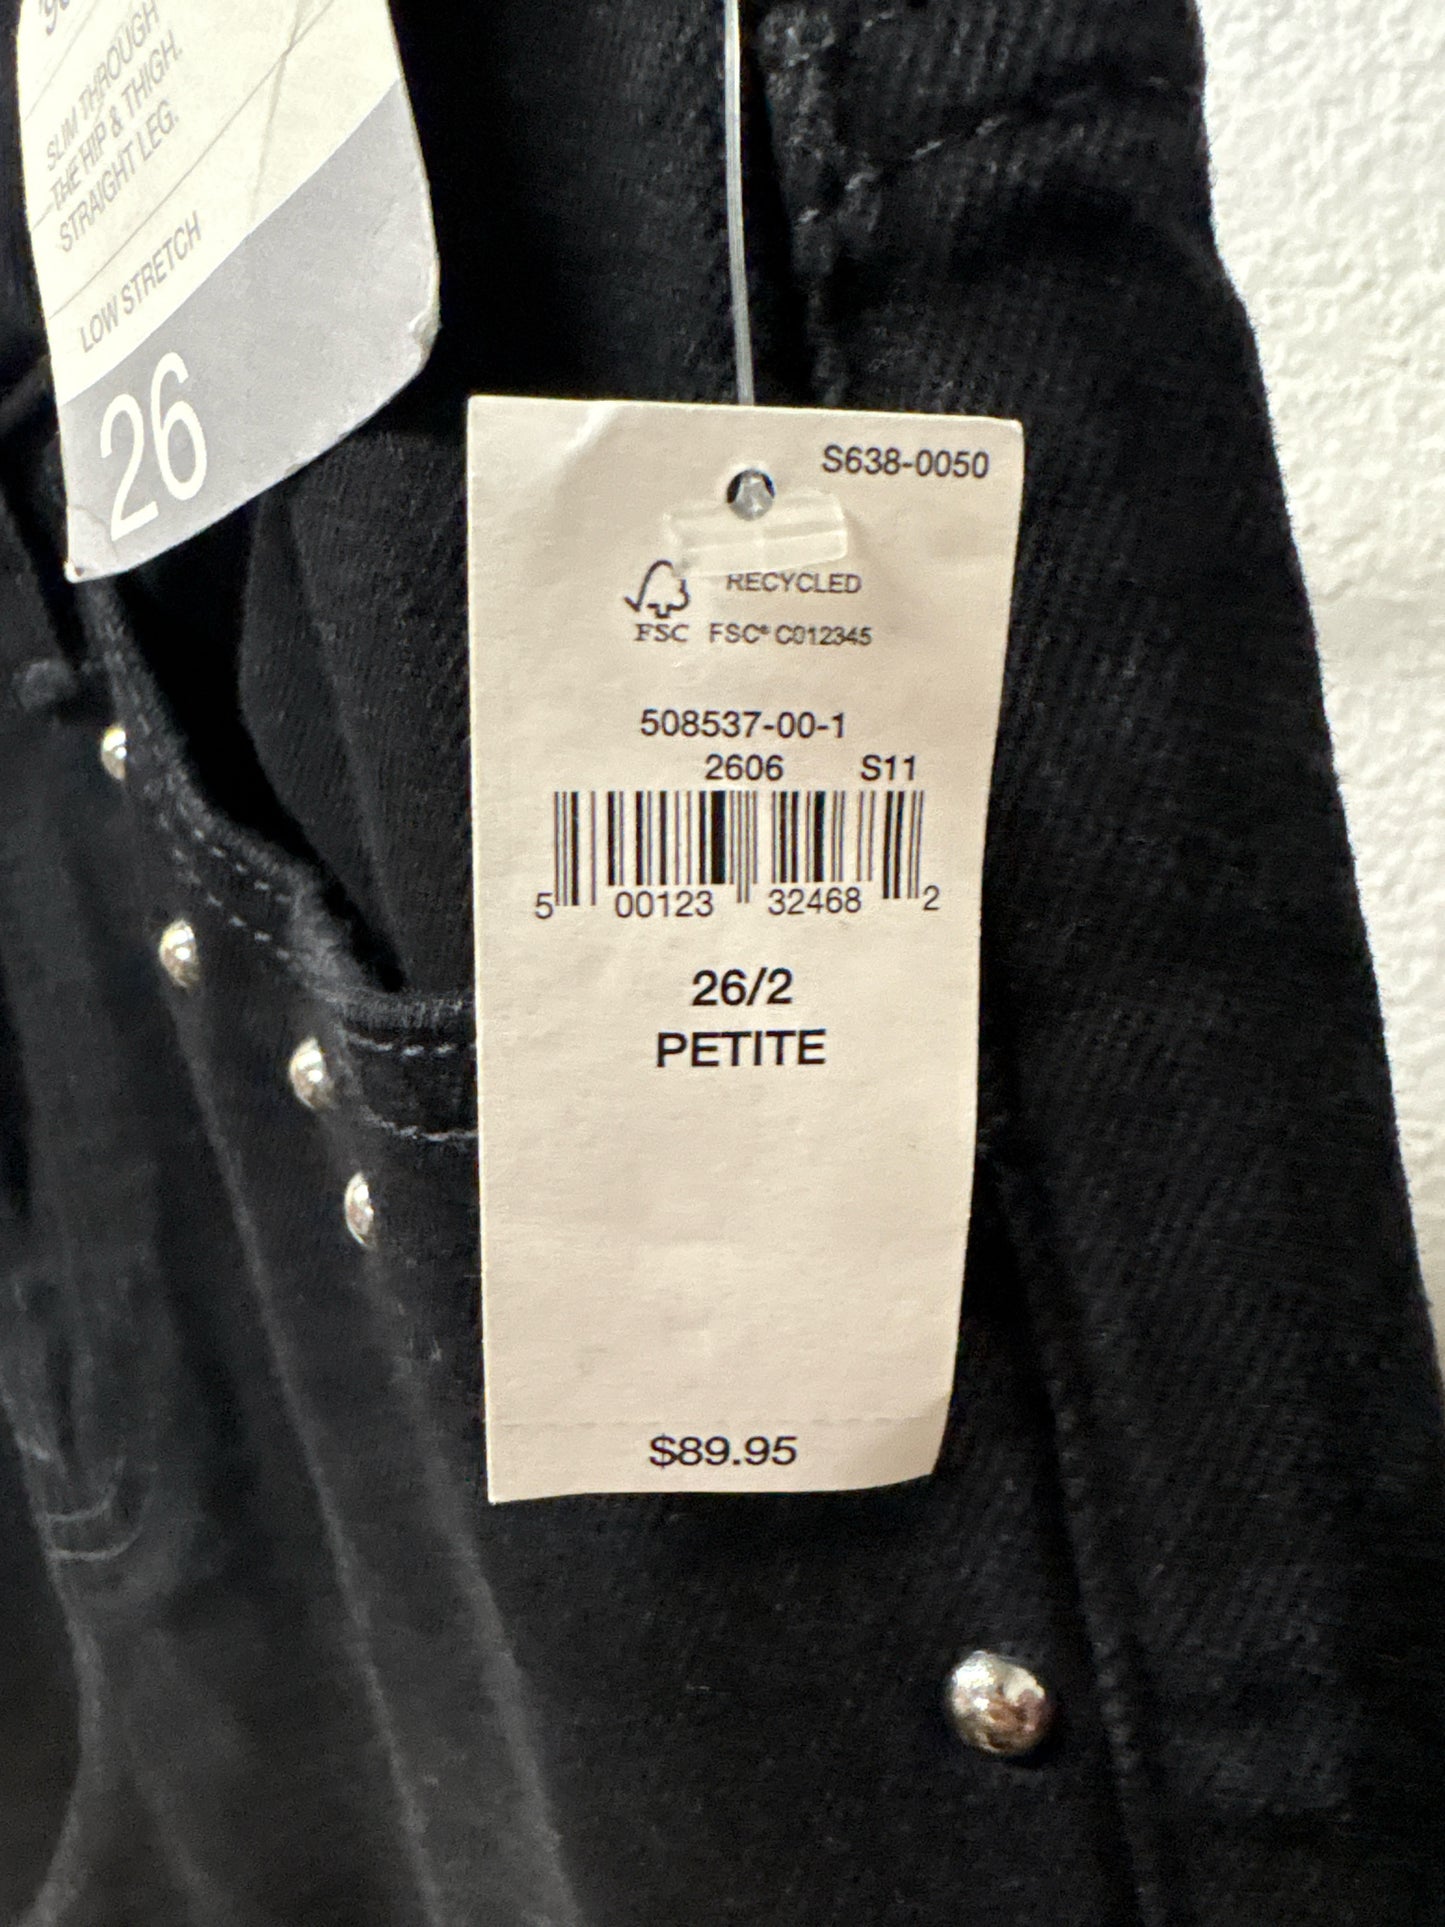 SLIM THROUGH
THE HIP & THIGH.
STRAIGHT LEG.
LOW STRETCH
26
S638-0050
RECYCLED
FSC FSC® C012345
508537-00-1
2606 S11
5 00123 32468 2
26/2
PETITE
$89.95